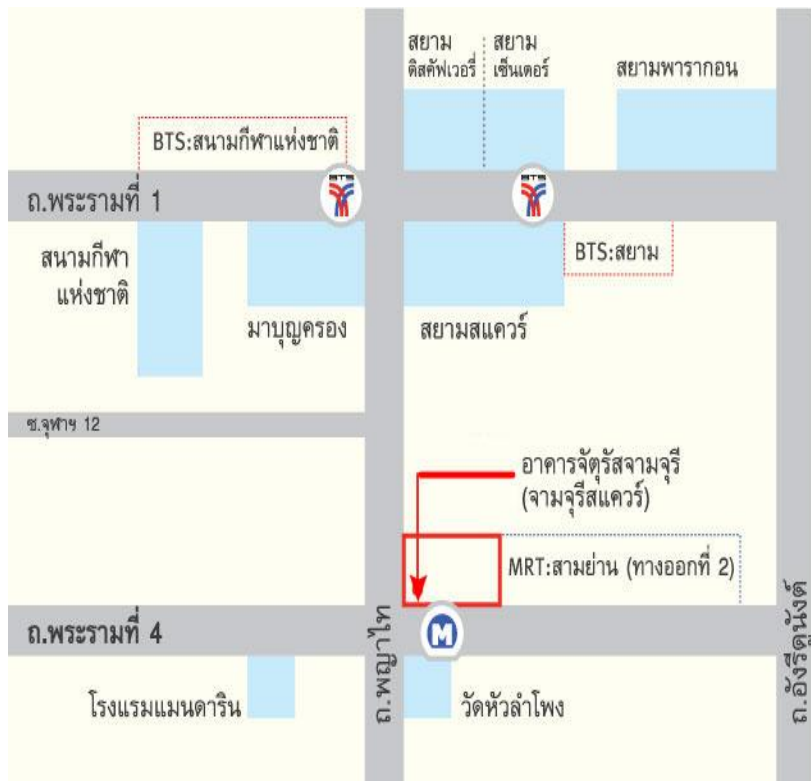 สยาม
ดิสคัฟเวอรี่
สยาม
เซ็นเตอร์
สยามพารากอน
BTS:สนามกีฬาแห่งชาติ
BTS
BTS
ถ.พระรามที่ 1
สนามกีฬา
แห่งชาติ
มาบุญครอง
สยามสแควร์
BTS:สยาม
ซ.จุฬาฯ 12
อาคารจัตุรัสจามจุรี
(จามจุรีสแควร์)
MRT:สามย่าน (ทางออกที่ 2)
ถ.พระรามที่ 4
M
ถ.พญาไท
ถ.อังรีดูนังต์
โรงแรมแมนดาริน
วัดหัวลำโพง